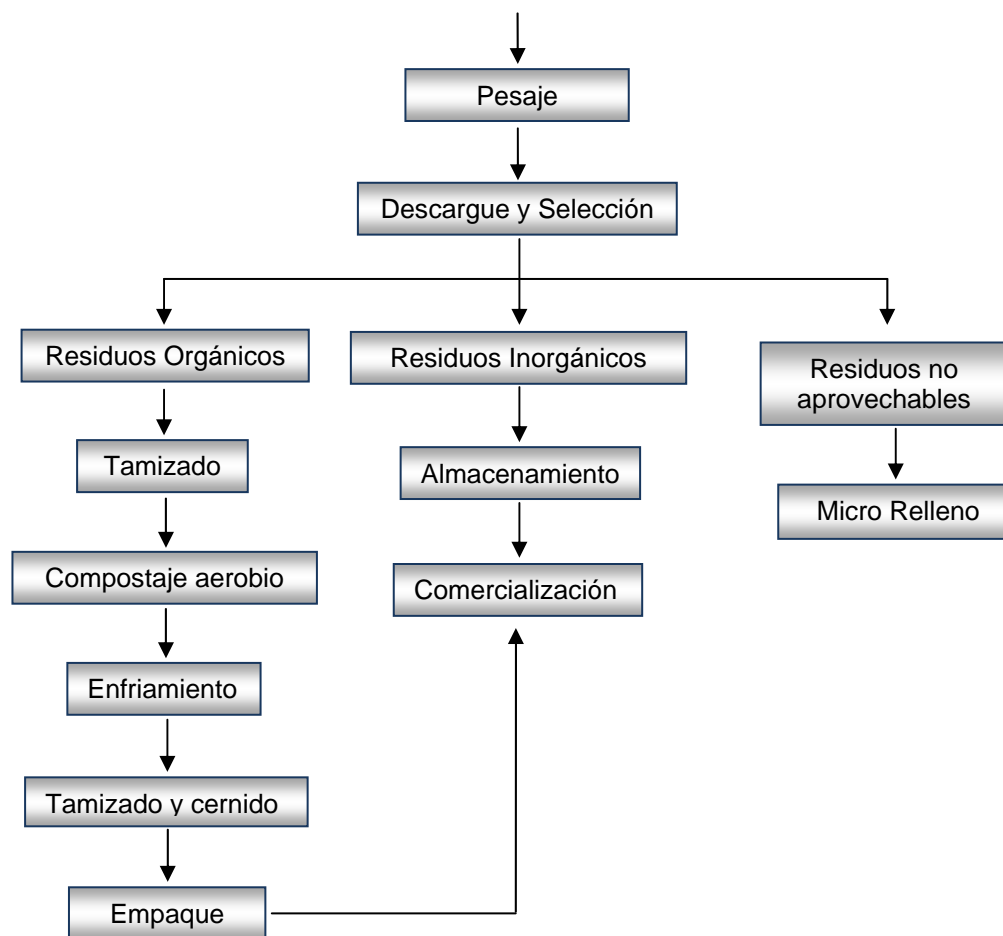 Pesaje
Descargue y Selección
Residuos Orgánicos
Residuos Inorgánicos
Residuos no
aprovechables
Tamizado
Almacenamiento
Micro Relleno
Compostaje aerobio
Comercialización
Enfriamiento
Tamizado y cernido
Empaque